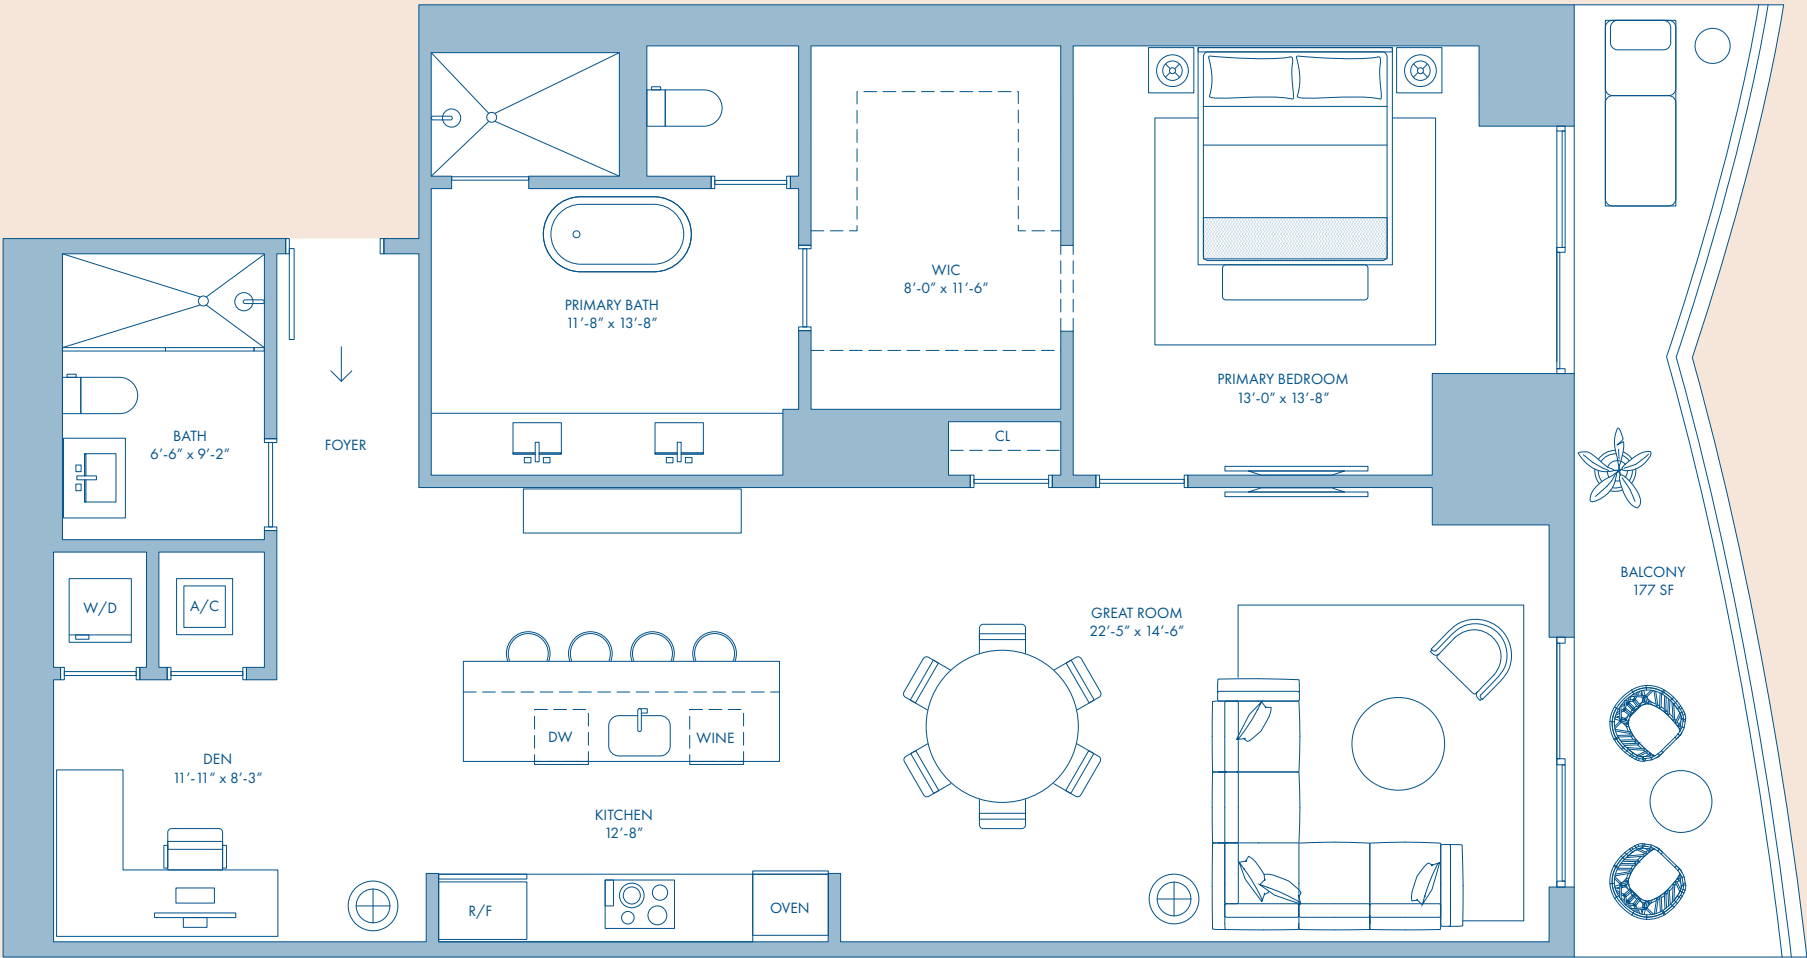 WIC
8’-0” x 11’-6”
PRIMARY BATH
11’-8” x 13’-8”
PRIMARY BEDROOM
13’-0” x 13’-8”
BATH
6’-6” x 9’-2”
FOYER
CL
BALCONY
177 SF
W/D
A/C
GREAT ROOM
22’-5” x 14’-6”
DW
WINE
DEN
11’-11” x 8’-3”
KITCHEN
12’-8”
R/F
OVEN